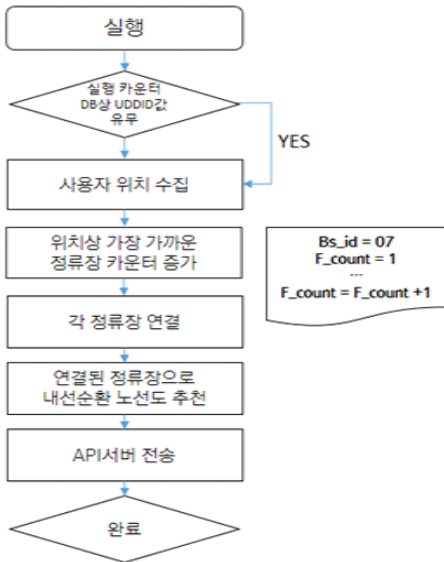 실행
실행 카운터
DB상 UDDID값
유무
YES
사용자 위치 수집
위치상 가장 가까운
정류장 카운터 증가
Bs_id = 07
F_count = 1
...
F_count = F_count +1
각 정류장 연결
연결된 정류장으로
내선순환 노선도 추천
API서버 전송
완료